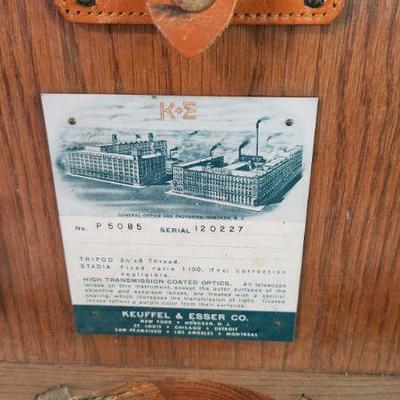 K+E
GENERAL OFFICE AND FACTORIES, HOBOKEN, N. J.
No. P5085 SERIAL 120227
TRIPOD 3½"x8 Thread.
STADIA Fixed ratio 1:100. (f+c) correction
negligible.
HIGH TRANSMISSION COATED OPTICS. All telescope
lenses on this instrument, except the outer surfaces of the
objective and eyepiece lenses, are treated with a special
coating, which increases the transmission of light. Coated
lenses reflect a purple color from their surfaces.
KEUFFEL & ESSER CO.
NEW YORK • HOBOKEN, N. J.
ST. LOUIS • CHICAGO • DETROIT
SAN FRANCISCO • LOS ANGELES • MONTREAL